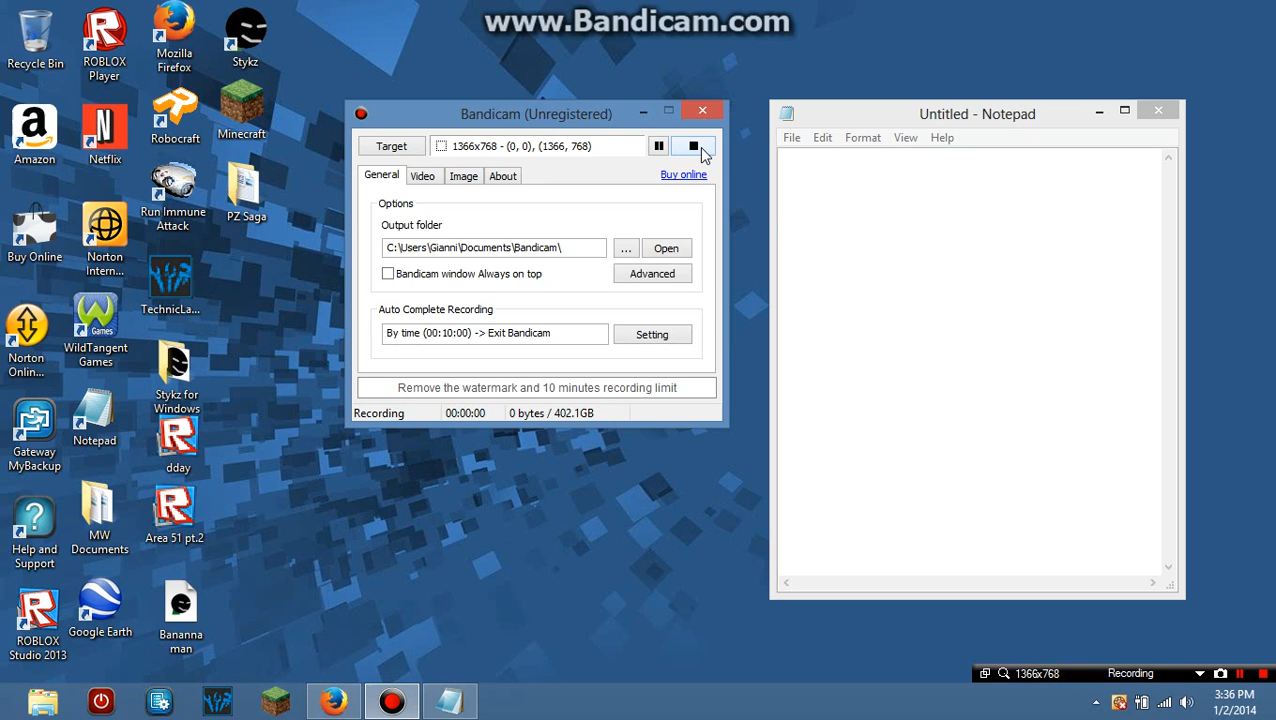 www.Bandicam.com
Recycle Bin
ROBLOX
Player
Mozilla
Firefox
Stykz
Amazon
Netflix
Robocraft
Minecraft
Buy Online
Norton
Intern...
Run Immune
Attack
PZ Saga
Norton
Onlin...
WildTangent
Games
TechnicLa...
Stykz for
Windows
Gateway
MyBackup
Notepad
dday
Help and
Support
MW
Documents
Area 51 pt.2
ROBLOX
Studio 2013
Google Earth
Bananna
man
Bandicam (Unregistered)
Target
1366x768 - (0, 0), (1366, 768)
General
Video
Image
About
Buy online
Options
Output folder
C:\Users\Gianni\Documents\Bandicam\
...
Open
Bandicam window Always on top
Advanced
Auto Complete Recording
By time (00:10:00) -> Exit Bandicam
Setting
Remove the watermark and 10 minutes recording limit
Recording
00:00:00
0 bytes / 402.1GB
Untitled - Notepad
File
Edit
Format
View
Help
1366x768
Recording
3:36 PM
1/2/2014